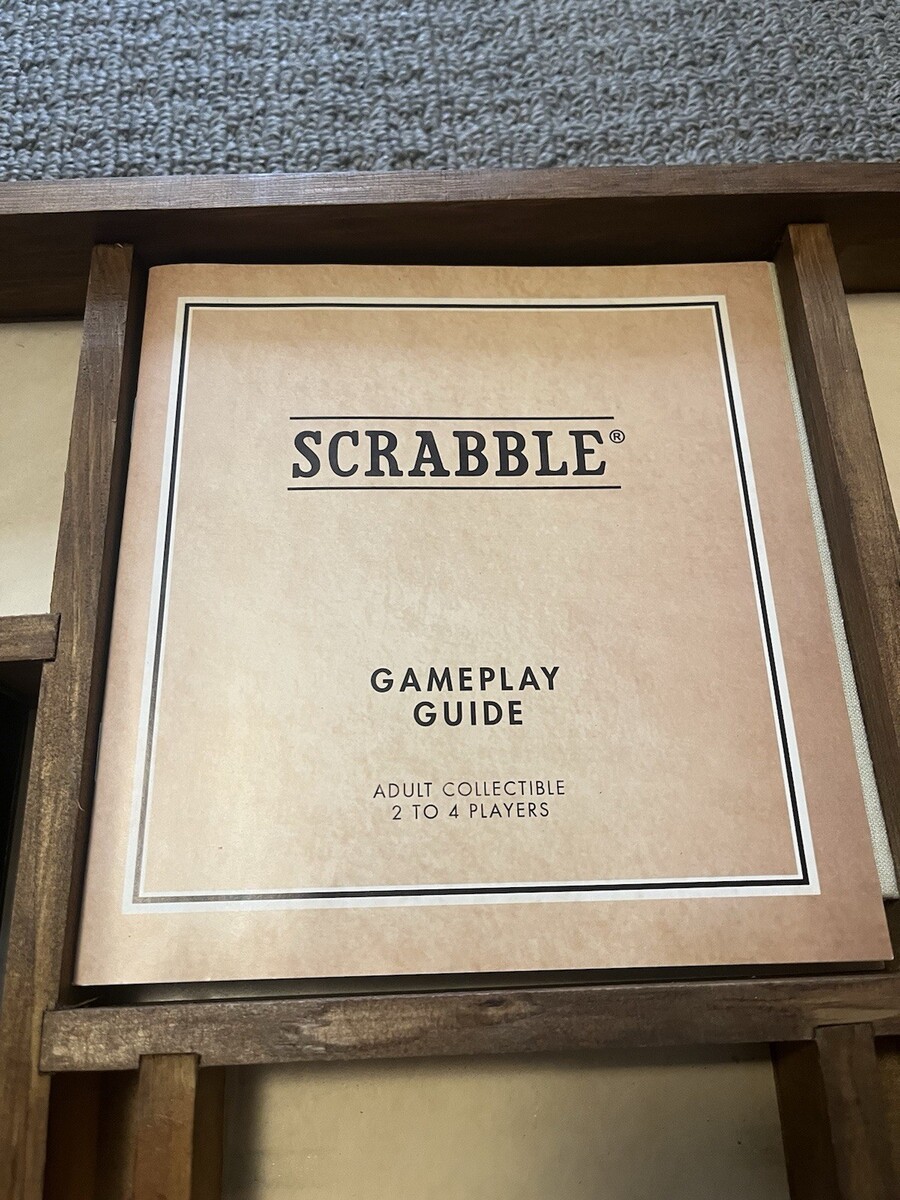 SCRABBLE®
GAMEPLAY
GUIDE
ADULT COLLECTIBLE
2 TO 4 PLAYERS